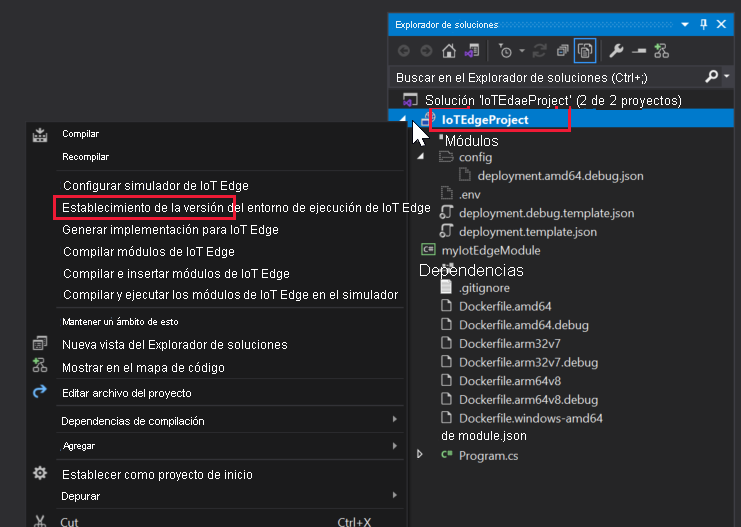 Explorador de soluciones
Buscar en el Explorador de soluciones (Ctrl+;)
Solución 'IoTEdaeProject' (2 de 2 proyectos)
IoTEdgeProject
Módulos
config
deployment.amd64.debug.json
.env
deployment.debug.template.json
deployment.template.json
myIotEdgeModule
Dependencias
.gitignore
Dockerfile.amd64
Dockerfile.amd64.debug
Dockerfile.arm32v7
Dockerfile.arm32v7.debug
Dockerfile.arm64v8
Dockerfile.arm64v8.debug
Dockerfile.windows-amd64
de module.json
C# Program.cs
Compilar
Recompilar
Configurar simulador de IoT Edge
Establecimiento de la versión del entorno de ejecución de IoT Edge
Generar implementación para IoT Edge
Compilar módulos de IoT Edge
Compilar e insertar módulos de IoT Edge
Compilar y ejecutar los módulos de IoT Edge en el simulador
Mantener un ámbito de esto
Nueva vista del Explorador de soluciones
Mostrar en el mapa de código
Editar archivo del proyecto
Dependencias de compilación
Agregar
Establecer como proyecto de inicio
Depurar
Cut Ctrl+X